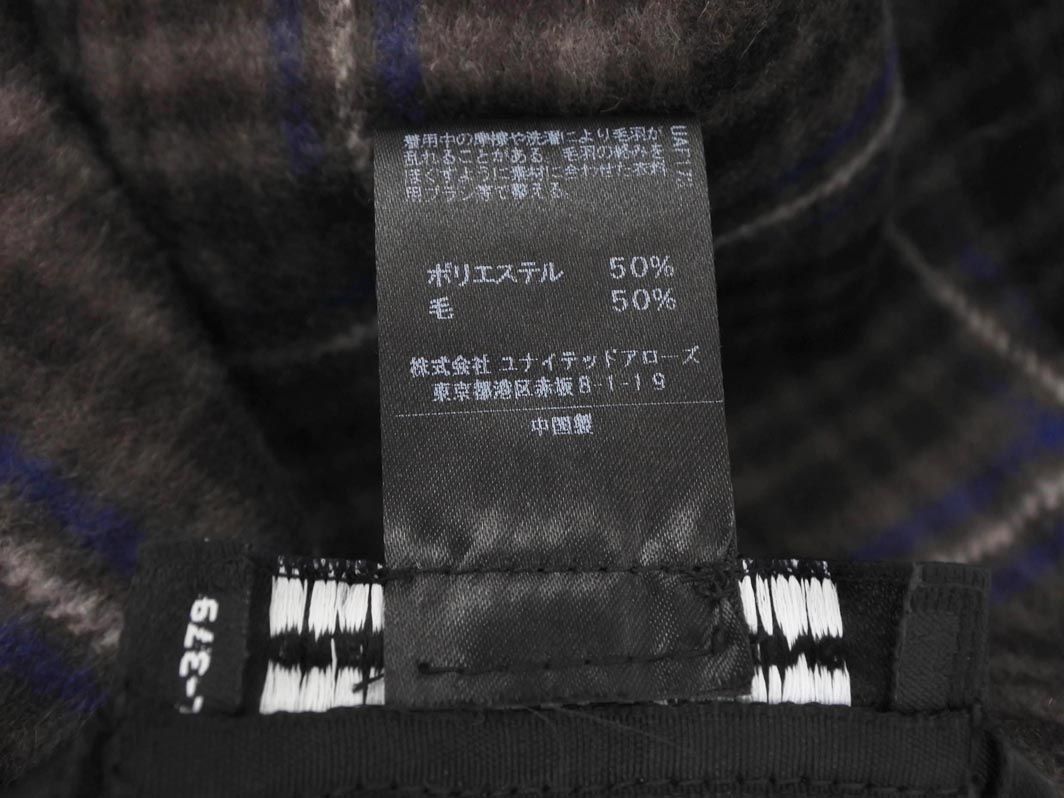 着用中の摩擦や洗濯により毛羽が
乱れることがある。毛羽の絡みを
ほぐすように素材に合わせた衣料
用ブラシ等で整える。
ポリエステル 50%
毛 50%
株式会社 ユナイテッドアローズ
東京都港区赤坂8-1-19
中国製
-379